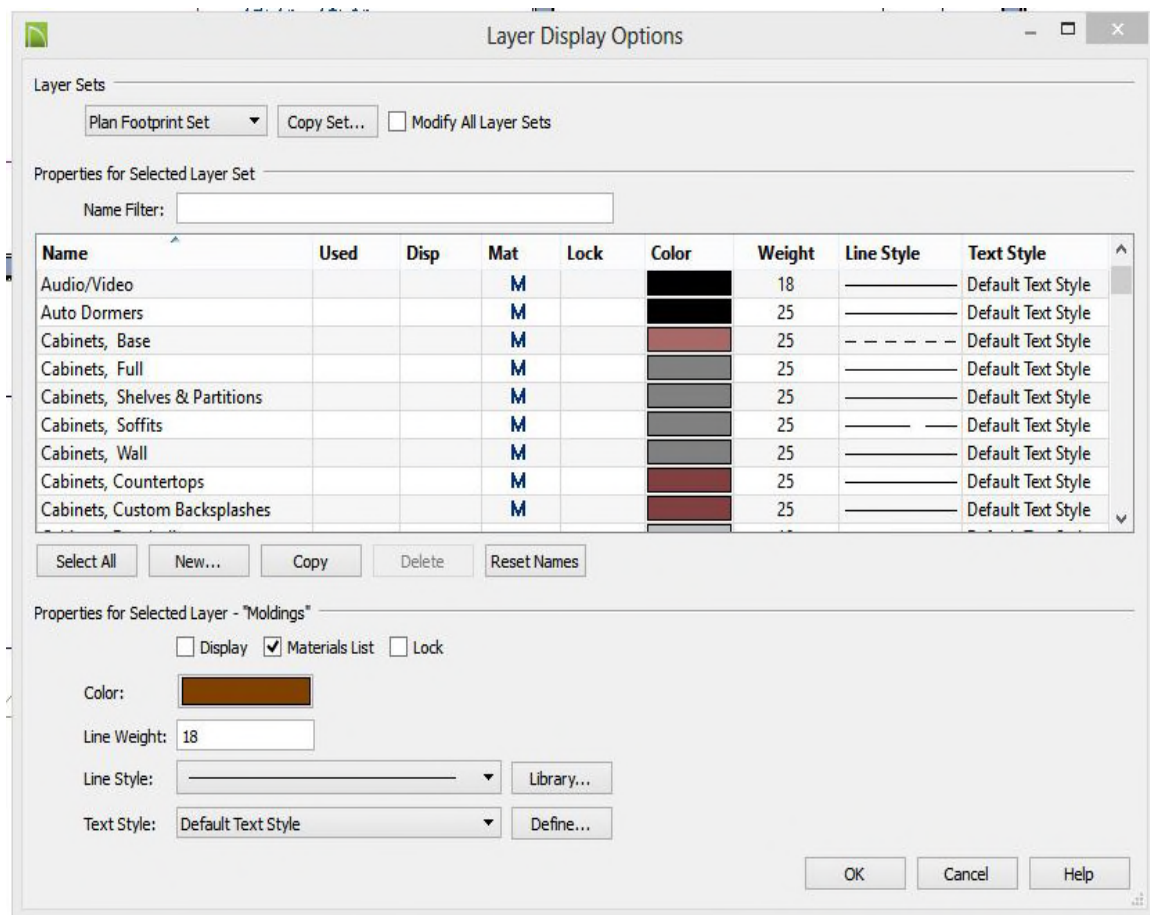 Layer Display Options
Layer Sets
Plan Footprint Set Copy Set... Modify All Layer Sets
Properties for Selected Layer Set
Name Filter:
Name Used Disp Mat Lock Color Weight Line Style Text Style
Audio/Video M 18 Default Text Style
Auto Dormers M 25 Default Text Style
Cabinets, Base M 25 Default Text Style
Cabinets, Full M 25 Default Text Style
Cabinets, Shelves & Partitions M 25 Default Text Style
Cabinets, Soffits M 25 Default Text Style
Cabinets, Wall M 25 Default Text Style
Cabinets, Countertops M 25 Default Text Style
Cabinets, Custom Backsplashes M 25 Default Text Style
Select All New... Copy Delete Reset Names
Properties for Selected Layer - "Moldings"
Display Materials List Lock
Color:
Line Weight: 18
Line Style: Library...
Text Style: Default Text Style Define...
OK Cancel Help